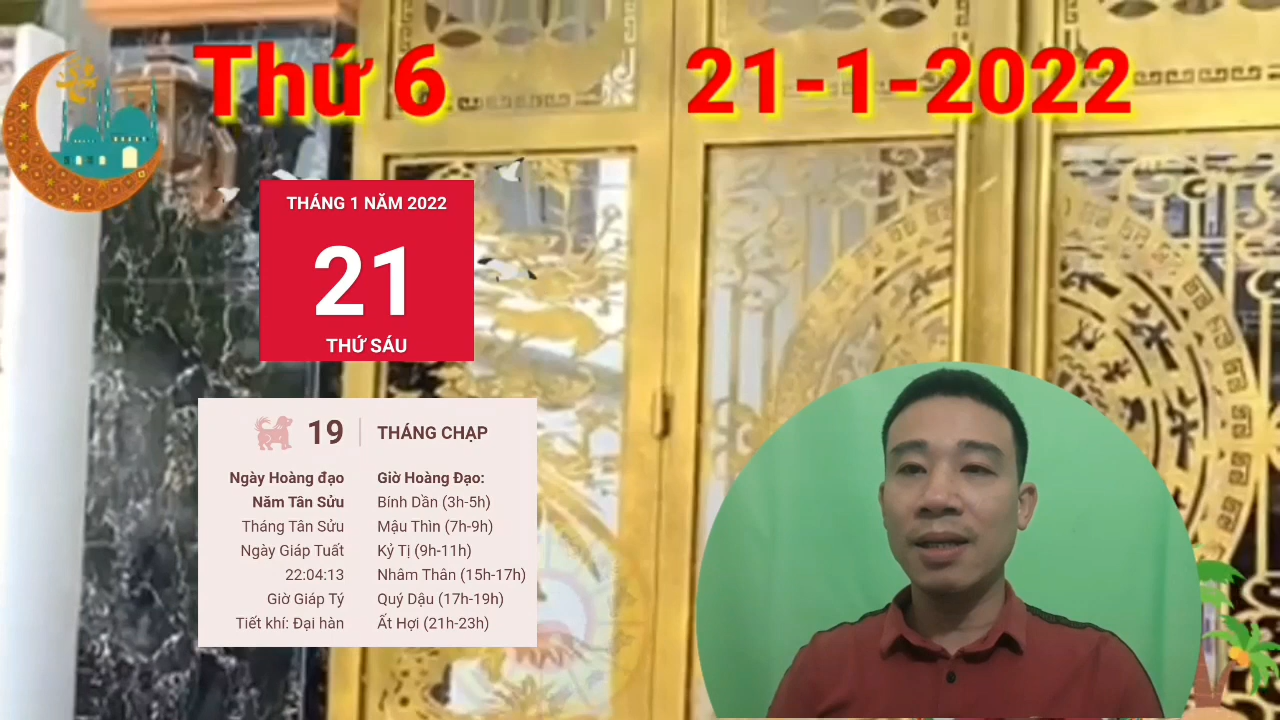 Thứ 6 21-1-2022
THÁNG 1 NĂM 2022
21
THỨ SÁU
19 THÁNG CHẠP
Ngày Hoàng đạo
Năm Tân Sửu
Tháng Tân Sửu
Ngày Giáp Tuất
22:04:13
Giờ Giáp Tý
Tiết khí: Đại hàn
Giờ Hoàng Đạo:
Bính Dần (3h-5h)
Mậu Thìn (7h-9h)
Kỷ Tị (9h-11h)
Nhâm Thân (15h-17h)
Quý Dậu (17h-19h)
Ất Hợi (21h-23h)